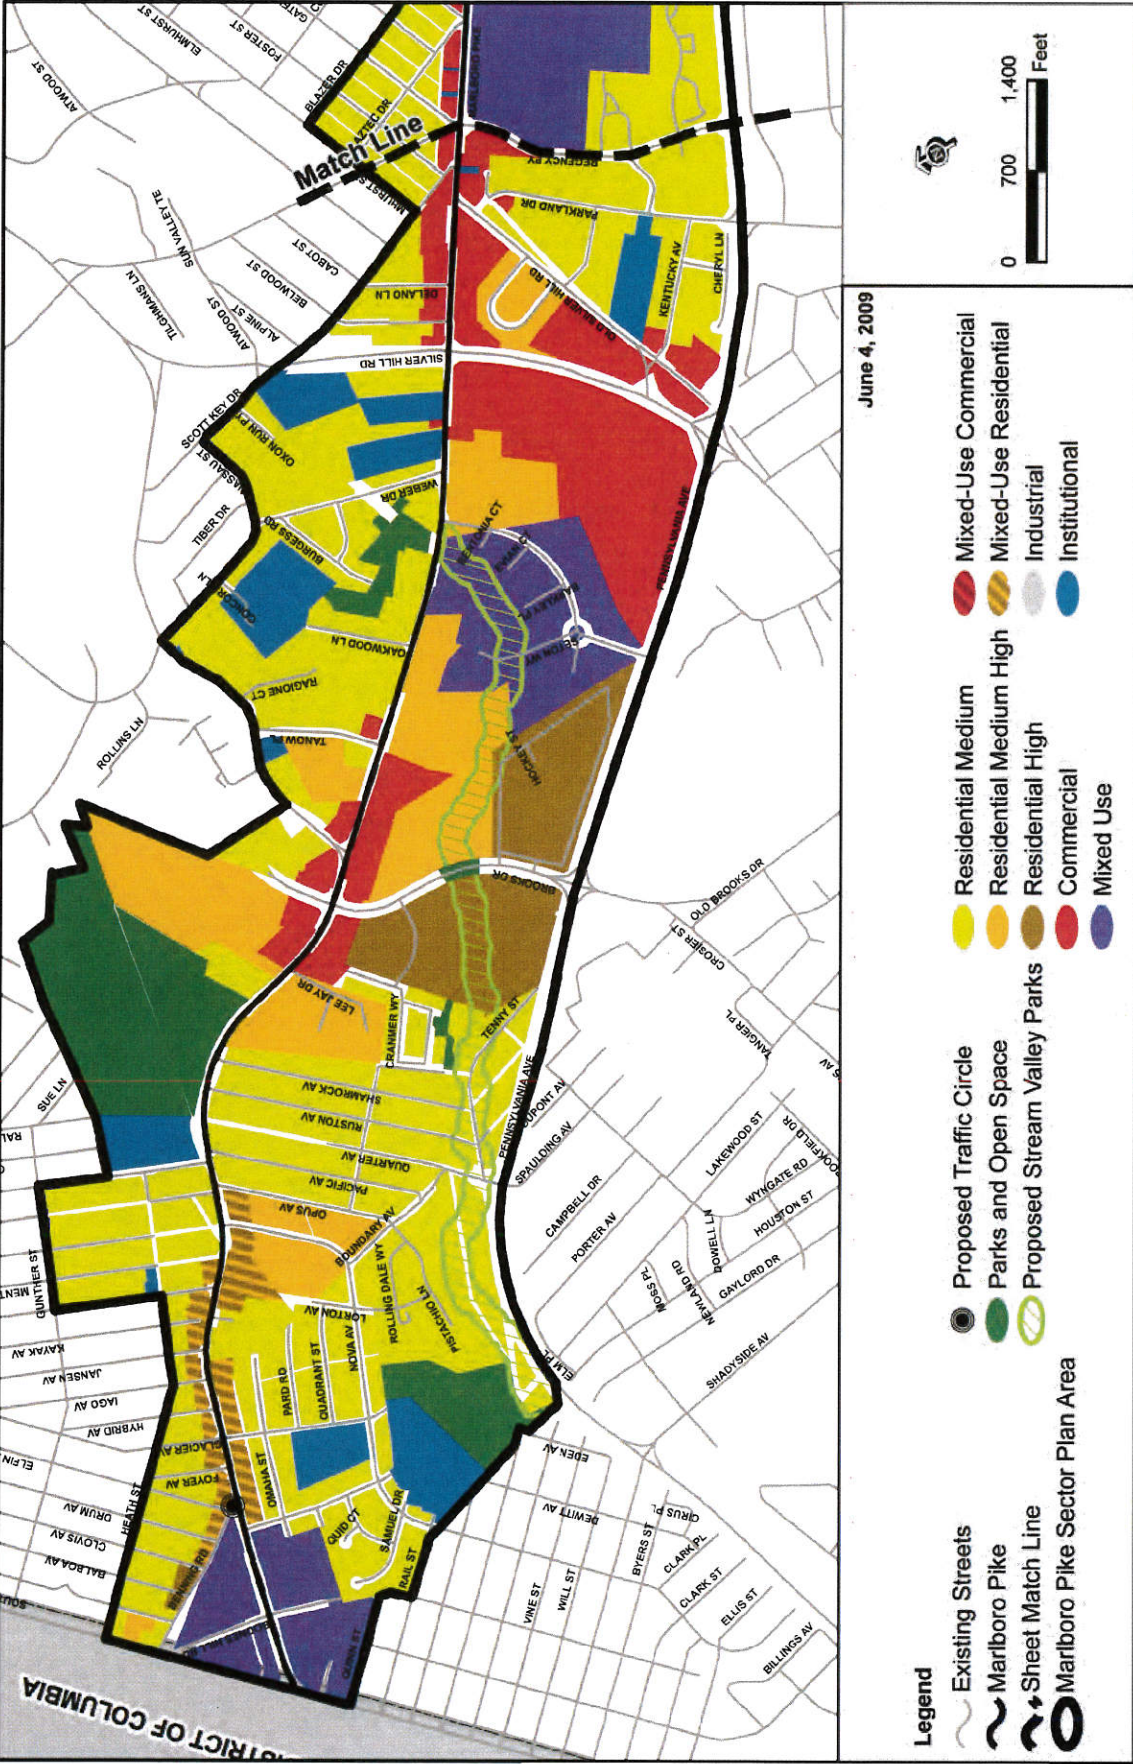 ATWOOD ST
ELMHURST ST
FOSTER ST
BLAZER DR
AZTEC DR
Match Line
SUN VALLEY TE
TILGHMANS LN
CABOT ST
BELWOOD ST
ALPINE ST
ATWOOD ST
DELANO LN
REGENCY PY
PARKLAND DR
OLD SILVER HILL RD
KENTUCKY AV
CHERYL LN
SILVER HILL RD
SCOTT KEY DR
OXON RUN PY
TIBER DR
BURGESS RD
WEBER DR
OAKWOOD LN
RAGIONE CT
TANOW PL
ROLLINS LN
SETON WY
HOCKEY ST
PENNSYLVANIA AVE
BROOKS DR
OLD BROOKS DR
CROSIER ST
TANGIER PL
LEE JAY DR
CRANMER WY
TENNY ST
PENNSYLVANIA AVE
DUPONT AV
SPAULDING AV
SUE LN
SHAMROCK AV
RUSTON AV
QUARTER AV
PACIFIC AV
OPUS AV
BOUNDARY AV
ROLLING DALE WY
PISTACHIO LN
LORTON AV
NOVA AV
QUADRANT ST
PARD RD
OMAHA ST
CAMPBELL DR
PORTER AV
LAKEWOOD ST
WYNGATE RD
HOUSTON ST
DOWELL LN
NEWLAND RD
MOSS PL
GAYLORD DR
SHADYSIDE AV
ELM PL
EDEN AV
DEWITT AV
CIRUS PL
BYERS ST
CLARK PL
CLARK ST
ELLIS ST
BILLINGS AV
VINE ST
WILL ST
GUNTHER ST
KAYAK AV
JANSEN AV
IAGO AV
HYBRID AV
GLACIER AV
FOYER AV
HEATH ST
DRUM AV
CLOVIS AV
BALBOA AV
BENNING RD
QUID CT
SAMUEL DR
RAIL ST
STRICT OF COLUMBIA
June 4, 2009
0 700 1,400
Feet
Legend
Existing Streets
Marlboro Pike
Sheet Match Line
Marlboro Pike Sector Plan Area
Proposed Traffic Circle
Parks and Open Space
Proposed Stream Valley Parks
Residential Medium
Residential Medium High
Residential High
Commercial
Mixed Use
Mixed-Use Commercial
Mixed-Use Residential
Industrial
Institutional